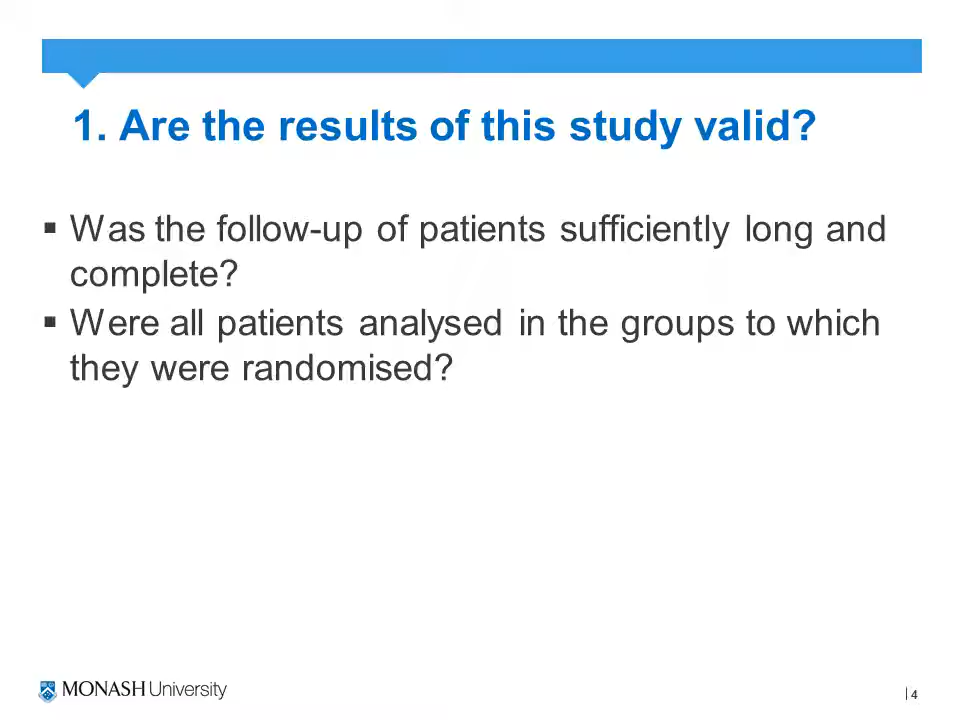 1. Are the results of this study valid?
▪ Was the follow-up of patients sufficiently long and
complete?
▪ Were all patients analysed in the groups to which
they were randomised?
MONASH University
| 4